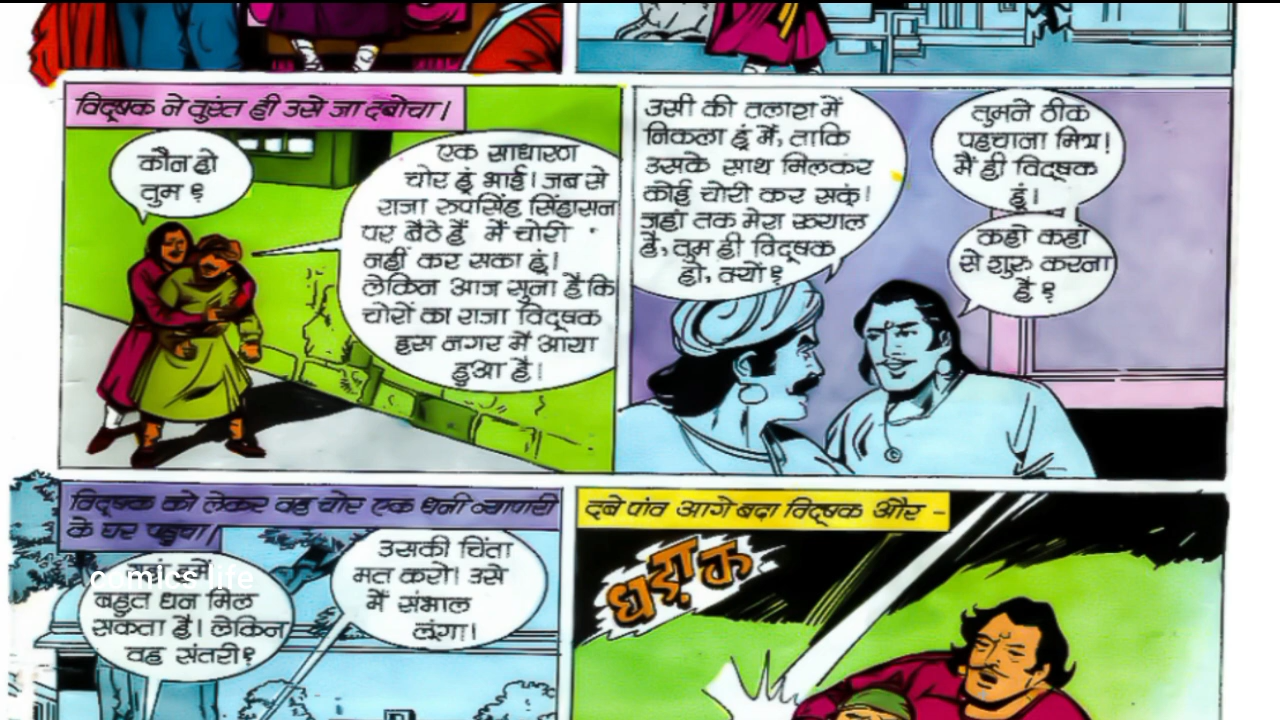 विदूषक ने तुरंत ही उसे जा दबोचा।
कौन हो
तुम ?
एक साधारण
चोर हूं भाई। जब से
राजा रूपसिंह सिंहासन
पर बैठे हैं मैं चोरी
नहीं कर सका हूं।
लेकिन आज सुना है कि
चोरों का राजा विदूषक
इस नगर में आया
हुआ है।
उसी की तलाश में
निकला हूं मैं, ताकि
उसके साथ मिलकर
कोई चोरी कर सकूं!
जहां तक मेरा ख्याल
है, तुम ही विदूषक
हो, क्यों ?
तुमने ठीक
पहचाना मित्र!
मैं ही विदूषक
हूं।
कहो कहां
से शुरू करना
है ?
विदूषक को लेकर वह चोर एक धनी व्यापारी
के घर पहुंचा।
यहां से
comics life
बहुत धन मिल
सकता है। लेकिन
वह संतरी?
उसकी चिंता
मत करो। उसे
मैं संभाल
लूंगा।
दबे पांव आगे बढ़ा विदूषक और -
धड़ाक